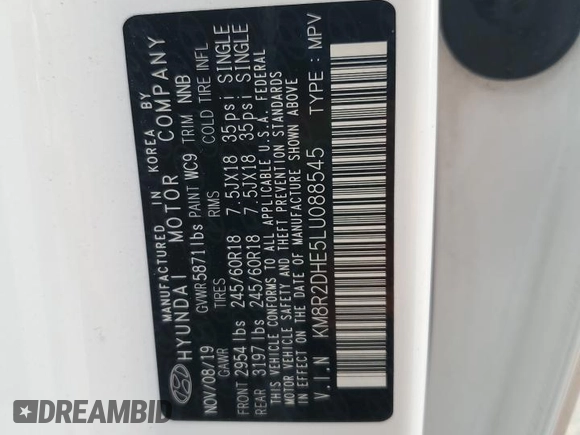 MANUFACTURED IN KOREA BY
HYUNDAI MOTOR COMPANY
NOV/08/19 GVWR 5871 lbs PAINT WC9 TRIM NNB
GAWR TIRES RIMS COLD TIRE INFL
FRONT 2954 lbs 245/60R18 7.5JX18 35psi SINGLE
REAR 3197 lbs 245/60R18 7.5JX18 35psi SINGLE
THIS VEHICLE CONFORMS TO ALL APPLICABLE U.S.A. FEDERAL
MOTOR VEHICLE SAFETY AND THEFT PREVENTION STANDARDS
IN EFFECT ON THE DATE OF MANUFACTURE SHOWN ABOVE
V.I.N KM8R2DHE5LU088545 TYPE : MPV
DREAMBID